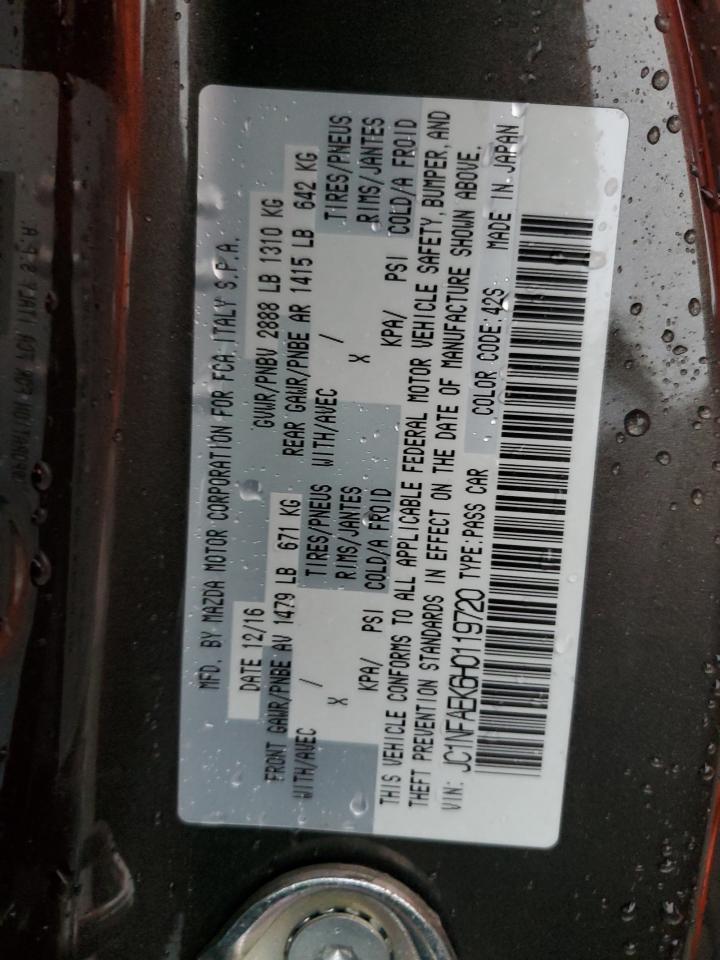 MFD. BY MAZDA MOTOR CORPORATION FOR FCA ITALY S.P.A.
DATE 12/16 GVWR/PNBV 2888 LB 1310 KG
FRONT GAWR/PNBE AV 1479 LB 671 KG REAR GAWR/PNBE AR 1415 LB 642 KG
WITH/AVEC / TIRES/PNEUS WITH/AVEC / TIRES/PNEUS
X RIMS/JANTES X RIMS/JANTES
KPA/ PSI COLD/A FROID KPA/ PSI COLD/A FROID
THIS VEHICLE CONFORMS TO ALL APPLICABLE FEDERAL MOTOR VEHICLE SAFETY, BUMPER, AND
THEFT PREVENTION STANDARDS IN EFFECT ON THE DATE OF MANUFACTURE SHOWN ABOVE.
VIN: JC1NFAEKGH0119720 TYPE:PASS CAR COLOR CODE:42S MADE IN JAPAN